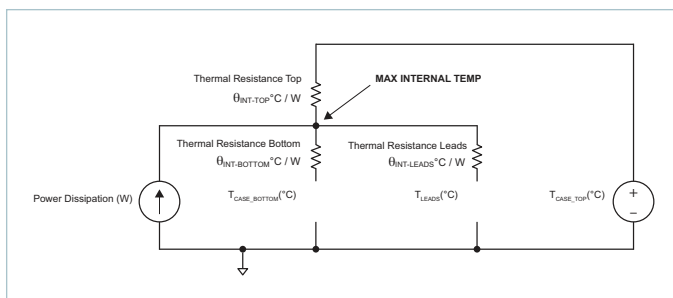 Thermal Resistance Top
θINT-TOP°C / W
MAX INTERNAL TEMP
Thermal Resistance Bottom
θINT-BOTTOM°C / W
Thermal Resistance Leads
θINT-LEADS°C / W
Power Dissipation (W)
TCASE_BOTTOM(°C)
TLEADS(°C)
TCASE_TOP(°C)
+
–